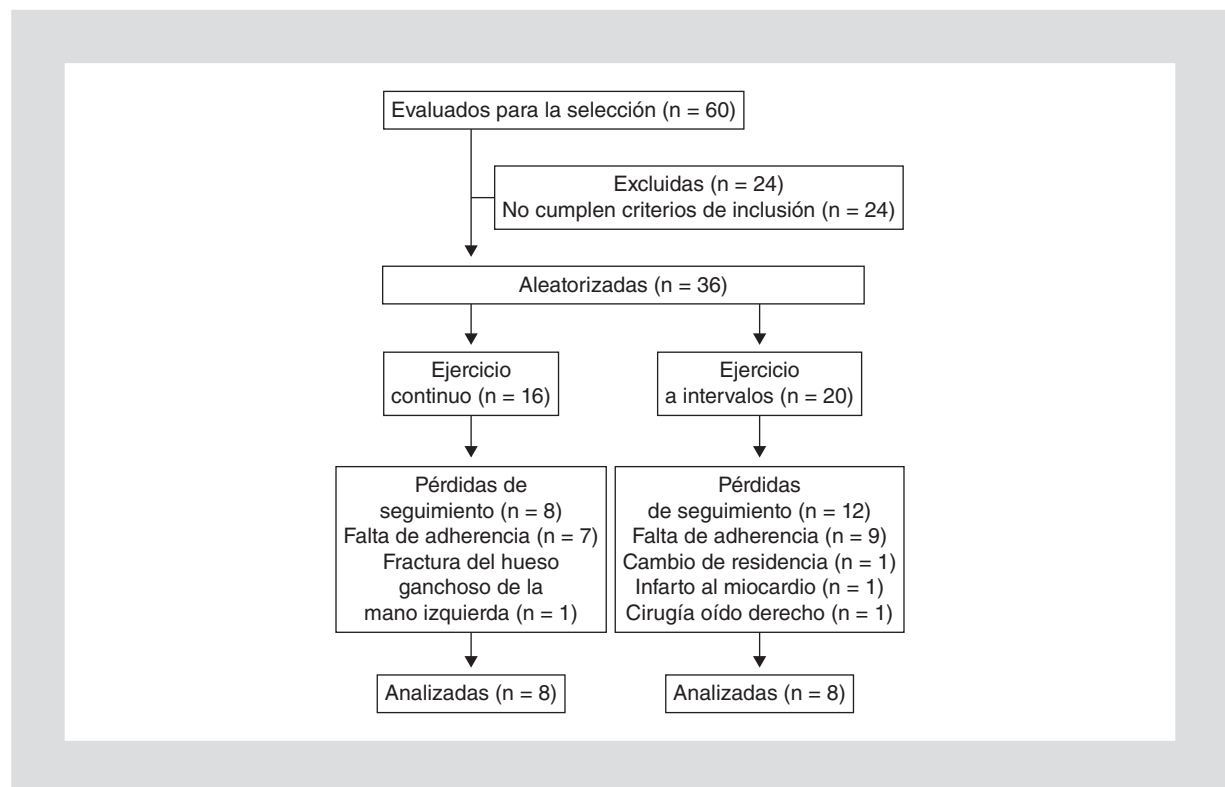 Evaluados para la selección (n = 60)
Excluidas (n = 24)
No cumplen criterios de inclusión (n = 24)
Aleatorizadas (n = 36)
Ejercicio
continuo (n = 16)
Ejercicio
a intervalos (n = 20)
Pérdidas de
seguimiento (n = 8)
Falta de adherencia (n = 7)
Fractura del hueso
ganchoso de la
mano izquierda (n = 1)
Pérdidas
de seguimiento (n = 12)
Falta de adherencia (n = 9)
Cambio de residencia (n = 1)
Infarto al miocardio (n = 1)
Cirugía oído derecho (n = 1)
Analizadas (n = 8)
Analizadas (n = 8)